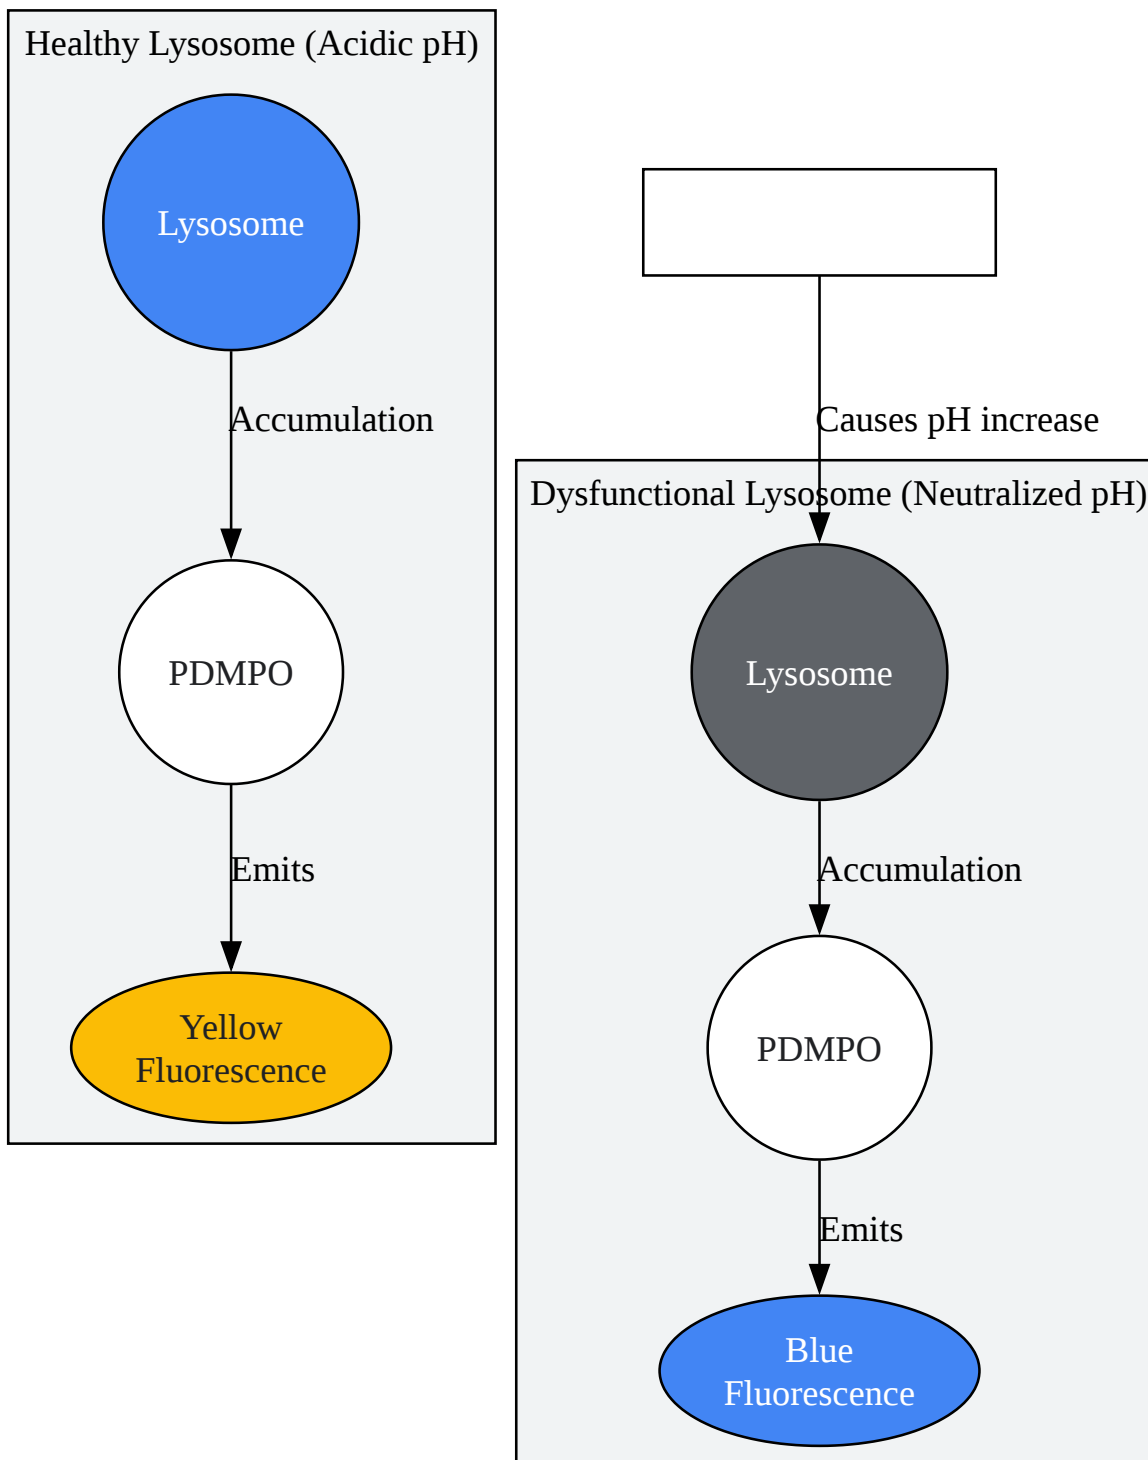 Healthy Lysosome (Acidic pH)
Lysosome
Accumulation
PDMPO
Emits
Yellow
Fluorescence
Causes pH increase
Dysfunctional Lysosome (Neutralized pH)
Lysosome
Accumulation
PDMPO
Emits
Blue
Fluorescence